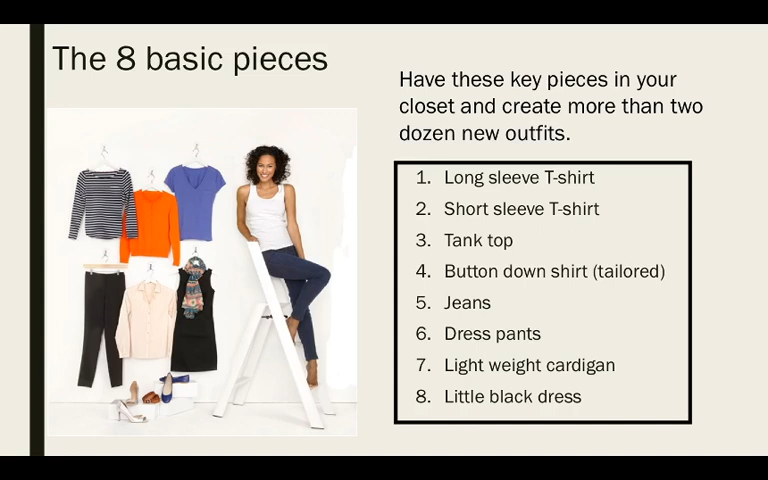 The 8 basic pieces
Have these key pieces in your
closet and create more than two
dozen new outfits.
1. Long sleeve T-shirt
2. Short sleeve T-shirt
3. Tank top
4. Button down shirt (tailored)
5. Jeans
6. Dress pants
7. Light weight cardigan
8. Little black dress